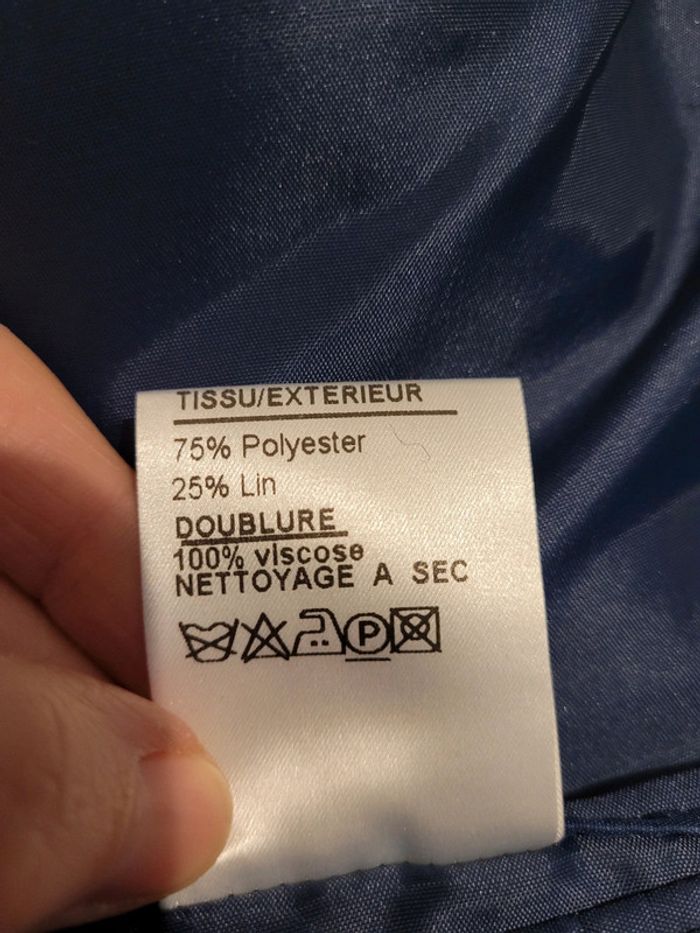 TISSU/EXTERIEUR
75% Polyester
25% Lin
DOUBLURE
100% viscose
NETTOYAGE A SEC
P